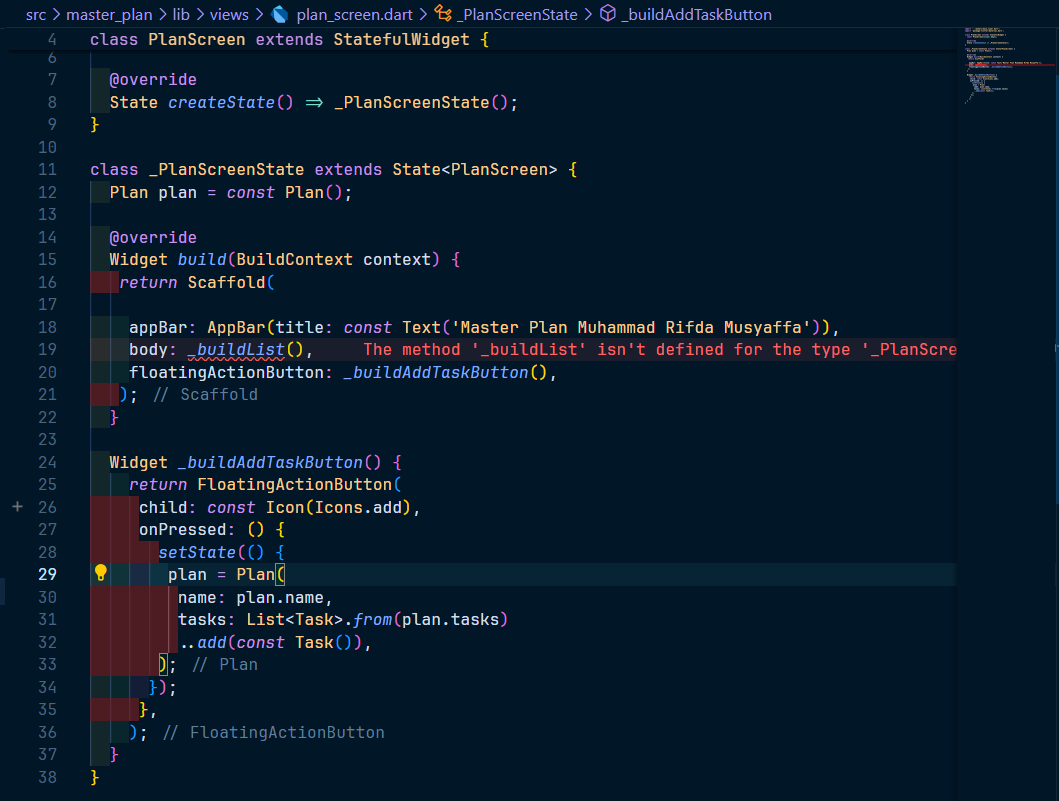 src > master_plan > lib > views > plan_screen.dart > _PlanScreenState > _buildAddTaskButton
4 class PlanScreen extends StatefulWidget {
6
7 @override
8 State createState() => _PlanScreenState();
9 }
10
11 class _PlanScreenState extends State<PlanScreen> {
12 Plan plan = const Plan();
13
14 @override
15 Widget build(BuildContext context) {
16 return Scaffold(
17
18 appBar: AppBar(title: const Text('Master Plan Muhammad Rifda Musyaffa')),
19 body: _buildList(), The method '_buildList' isn't defined for the type '_PlanScre
20 floatingActionButton: _buildAddTaskButton(),
21 ); // Scaffold
22 }
23
24 Widget _buildAddTaskButton() {
25 return FloatingActionButton(
26 child: const Icon(Icons.add),
27 onPressed: () {
28 setState(() {
29 plan = Plan(
30 name: plan.name,
31 tasks: List<Task>.from(plan.tasks)
32 ..add(const Task()),
33 ); // Plan
34 });
35 },
36 ); // FloatingActionButton
37 }
38 }